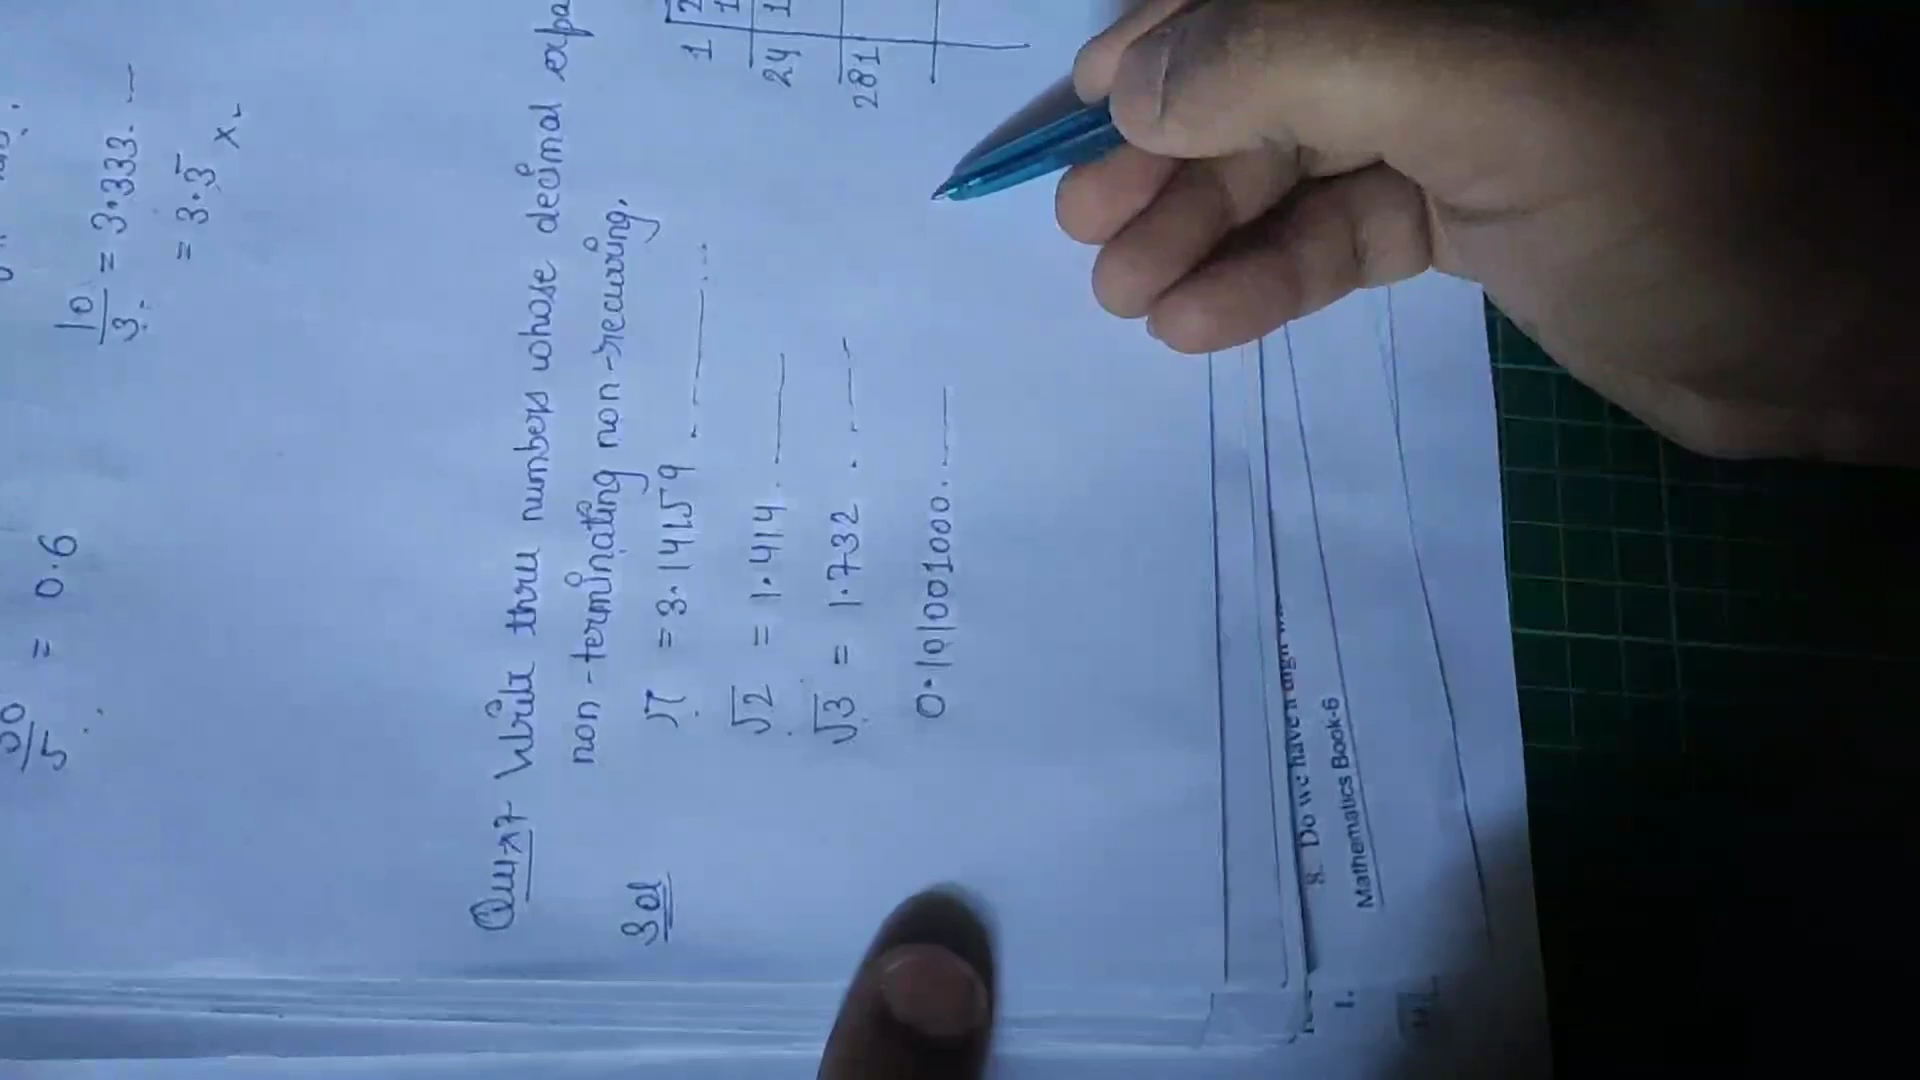 = 0.6
10/3 = 3.333. —
= 3.3̅ x
Ques→7 Write three numbers whose decimal expa
non-terminating non-recurring.
Sol π = 3.14159 . — ...
√2 = 1.414 . —
√3 = 1.732 . . —
0.101001000. —
1
24
281
8. Do we have a
Mathematics Book-6
1.